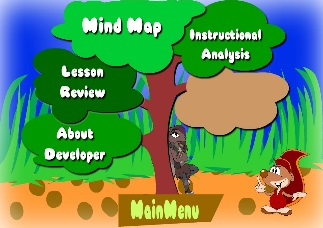 Mind Map
Instructional
Analysis
Lesson
Review
About
Developer
MainMenu